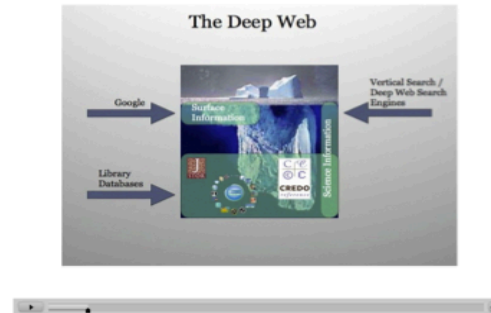 The Deep Web
Google
Surface
Information
Vertical Search /
Deep Web Search
Engines
Science Information
Library
Databases
CREDO